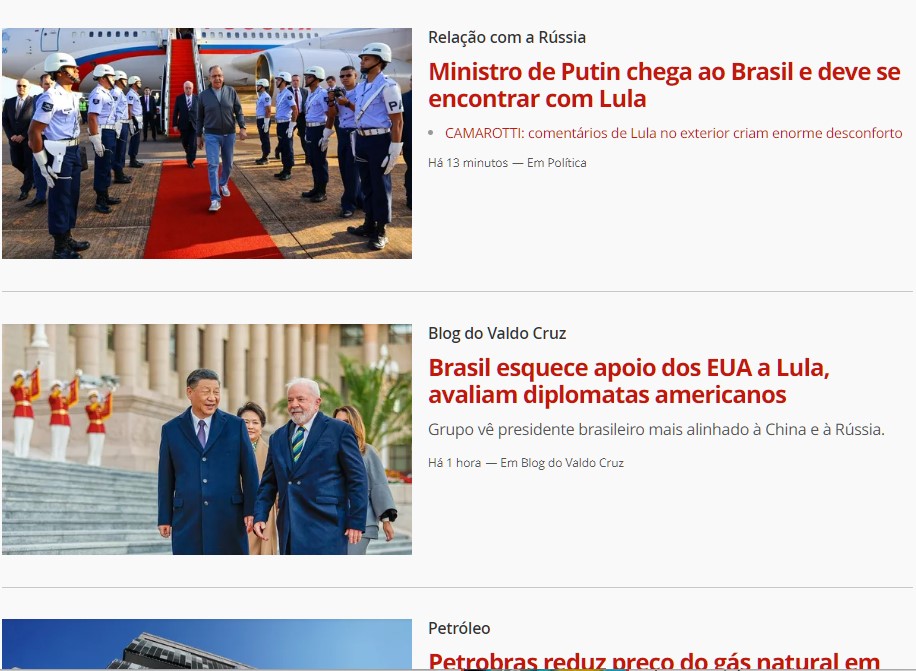 Relação com a Rússia
Ministro de Putin chega ao Brasil e deve se
encontrar com Lula
CAMAROTTI: comentários de Lula no exterior criam enorme desconforto
Há 13 minutos — Em Política
Blog do Valdo Cruz
Brasil esquece apoio dos EUA a Lula,
avaliam diplomatas americanos
Grupo vê presidente brasileiro mais alinhado à China e à Rússia.
Há 1 hora — Em Blog do Valdo Cruz
Petróleo
Petrobras reduz preço do gás natural em